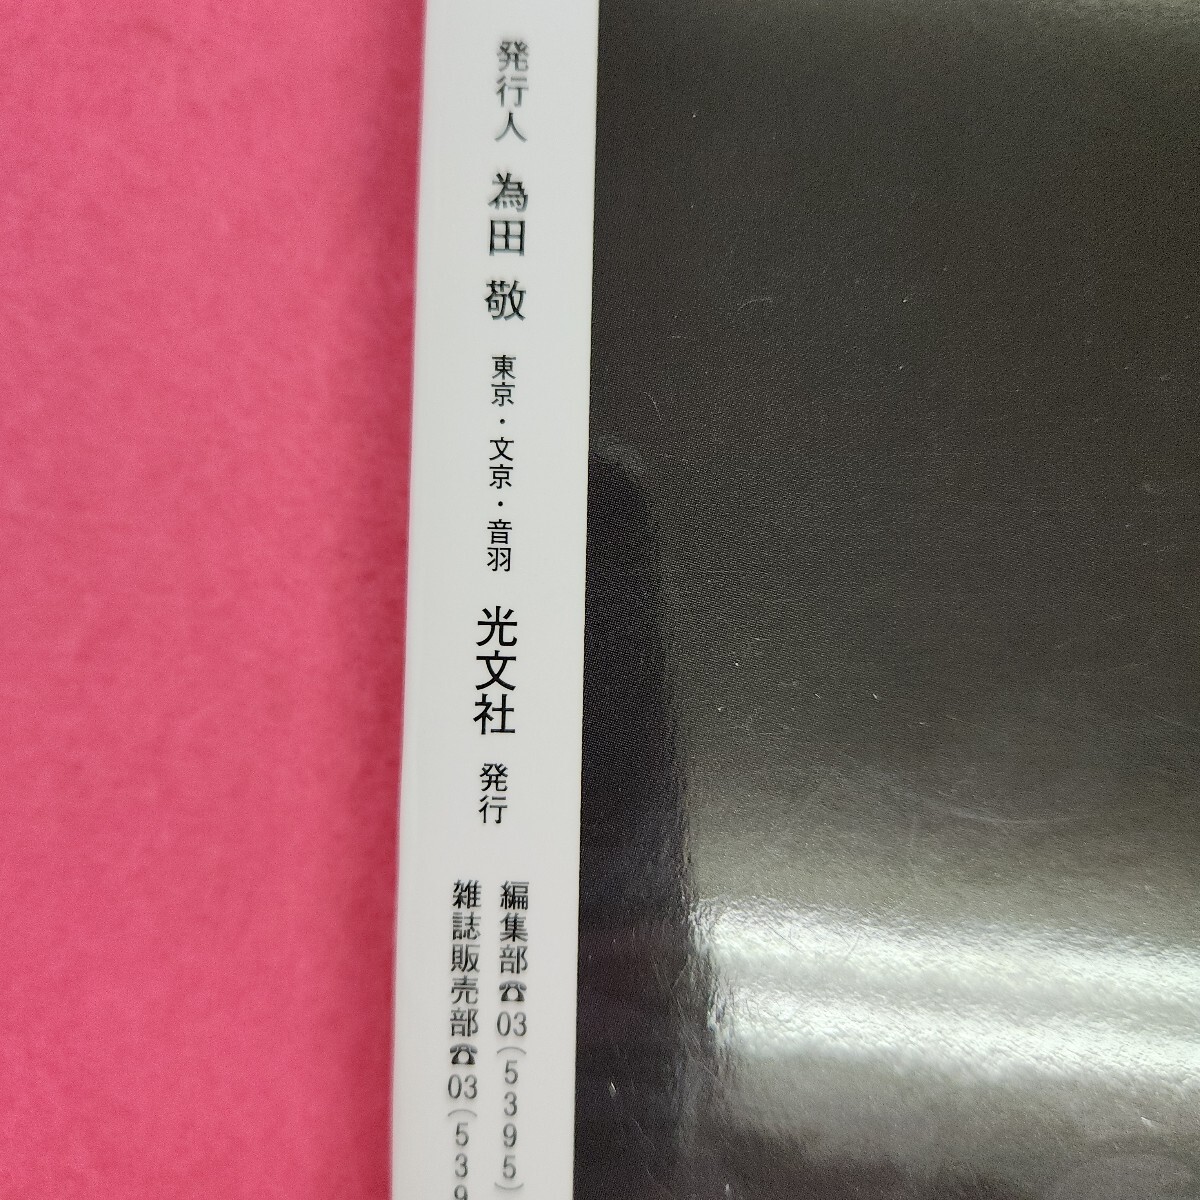 発行人 為田 敬 東京・文京・音羽 光文社 発行
編集部☎03(5395)
雑誌販売部☎03(539